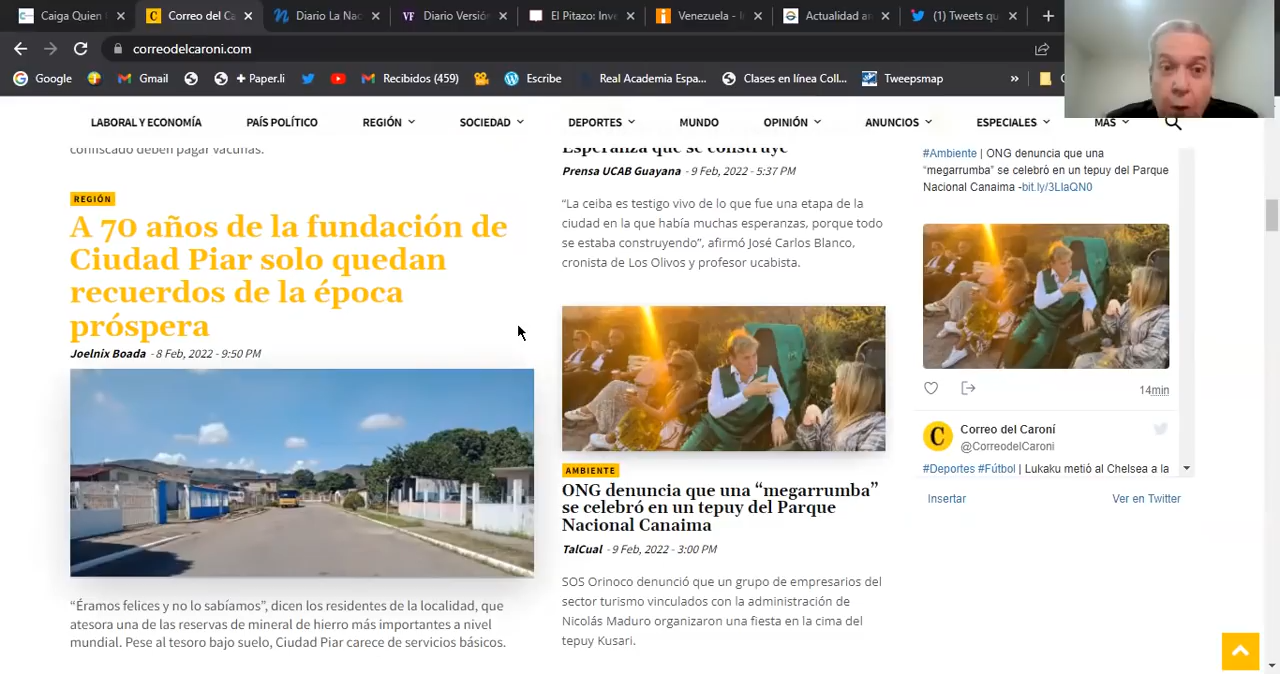 Caiga Quien
Correo del Ca
Diario La Nac
Diario Versión
El Pitazo: Inv
Venezuela -
Actualidad ar
(1) Tweets qu
correodelcaroni.com
Google
Gmail
+ Paper.li
Recibidos (459)
Escribe
Real Academia Espa...
Clases en línea Coll...
Tweepsmap
»
LABORAL Y ECONOMÍA
PAÍS POLÍTICO
REGIÓN
SOCIEDAD
DEPORTES
MUNDO
OPINIÓN
ANUNCIOS
ESPECIALES
MÁS
confiscado deben pagar vacunas.
REGIÓN
A 70 años de la fundación de
Ciudad Piar solo quedan
recuerdos de la época
próspera
Joelnix Boada - 8 Feb, 2022 - 9:50 PM
“Éramos felices y no lo sabíamos”, dicen los residentes de la localidad, que
atesora una de las reservas de mineral de hierro más importantes a nivel
mundial. Pese al tesoro bajo suelo, Ciudad Piar carece de servicios básicos.
Esperanza que se construye
Prensa UCAB Guayana - 9 Feb, 2022 - 5:37 PM
“La ceiba es testigo vivo de lo que fue una etapa de la
ciudad en la que había muchas esperanzas, porque todo
se estaba construyendo”, afirmó José Carlos Blanco,
cronista de Los Olivos y profesor ucabista.
AMBIENTE
ONG denuncia que una “megarrumba”
se celebró en un tepuy del Parque
Nacional Canaima
TalCual - 9 Feb, 2022 - 3:00 PM
SOS Orinoco denunció que un grupo de empresarios del
sector turismo vinculados con la administración de
Nicolás Maduro organizaron una fiesta en la cima del
tepuy Kusari.
#Ambiente | ONG denuncia que una
“megarrumba” se celebró en un tepuy del Parque
Nacional Canaima -bit.ly/3LIaQN0
14min
Correo del Caroní
@CorreodelCaroni
#Deportes #Fútbol | Lukaku metió al Chelsea a la
Insertar
Ver en Twitter